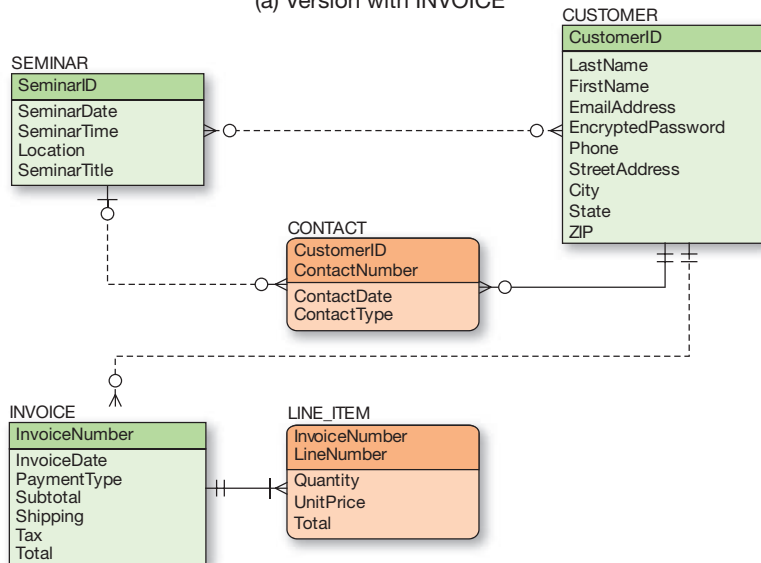 (a) Version with INVOICE
CUSTOMER
CustomerID
LastName
FirstName
EmailAddress
EncryptedPassword
Phone
StreetAddress
City
State
ZIP
SEMINAR
SeminarID
SeminarDate
SeminarTime
Location
SeminarTitle
CONTACT
CustomerID
ContactNumber
ContactDate
ContactType
INVOICE
InvoiceNumber
InvoiceDate
PaymentType
Subtotal
Shipping
Tax
Total
LINE_ITEM
InvoiceNumber
LineNumber
Quantity
UnitPrice
Total